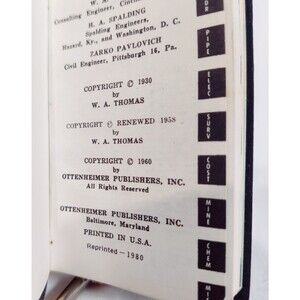 W. A.
Consulting Engineer,
H. A. SPALDING
Spalding Engineers,
Hazard, Ky., and Washington, D. C.
ZARKO PAVLOVICH
Civil Engineer, Pittsburgh 16, Pa.
COPYRIGHT © 1930
by
W. A. THOMAS
COPYRIGHT © RENEWED 1958
by
W. A. THOMAS
COPYRIGHT © 1960
by
OTTENHEIMER PUBLISHERS, INC.
All Rights Reserved
OTTENHEIMER PUBLISHERS, INC.
Baltimore, Maryland
PRINTED IN U.S.A.
Reprinted—1980
PIPE
ELEC
SURV
COST
MINE
CHEM